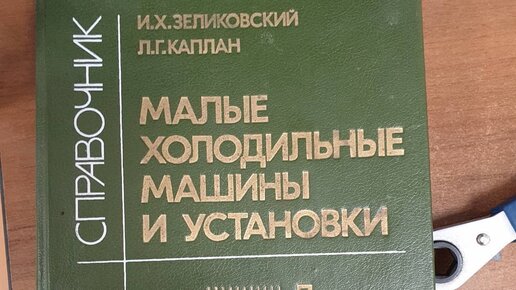 СПРАВОЧНИК
И.Х.ЗЕЛИКОВСКИЙ
Л.Г.КАПЛАН
МАЛЫЕ
ХОЛОДИЛЬНЫЕ
МАШИНЫ
И УСТАНОВКИ